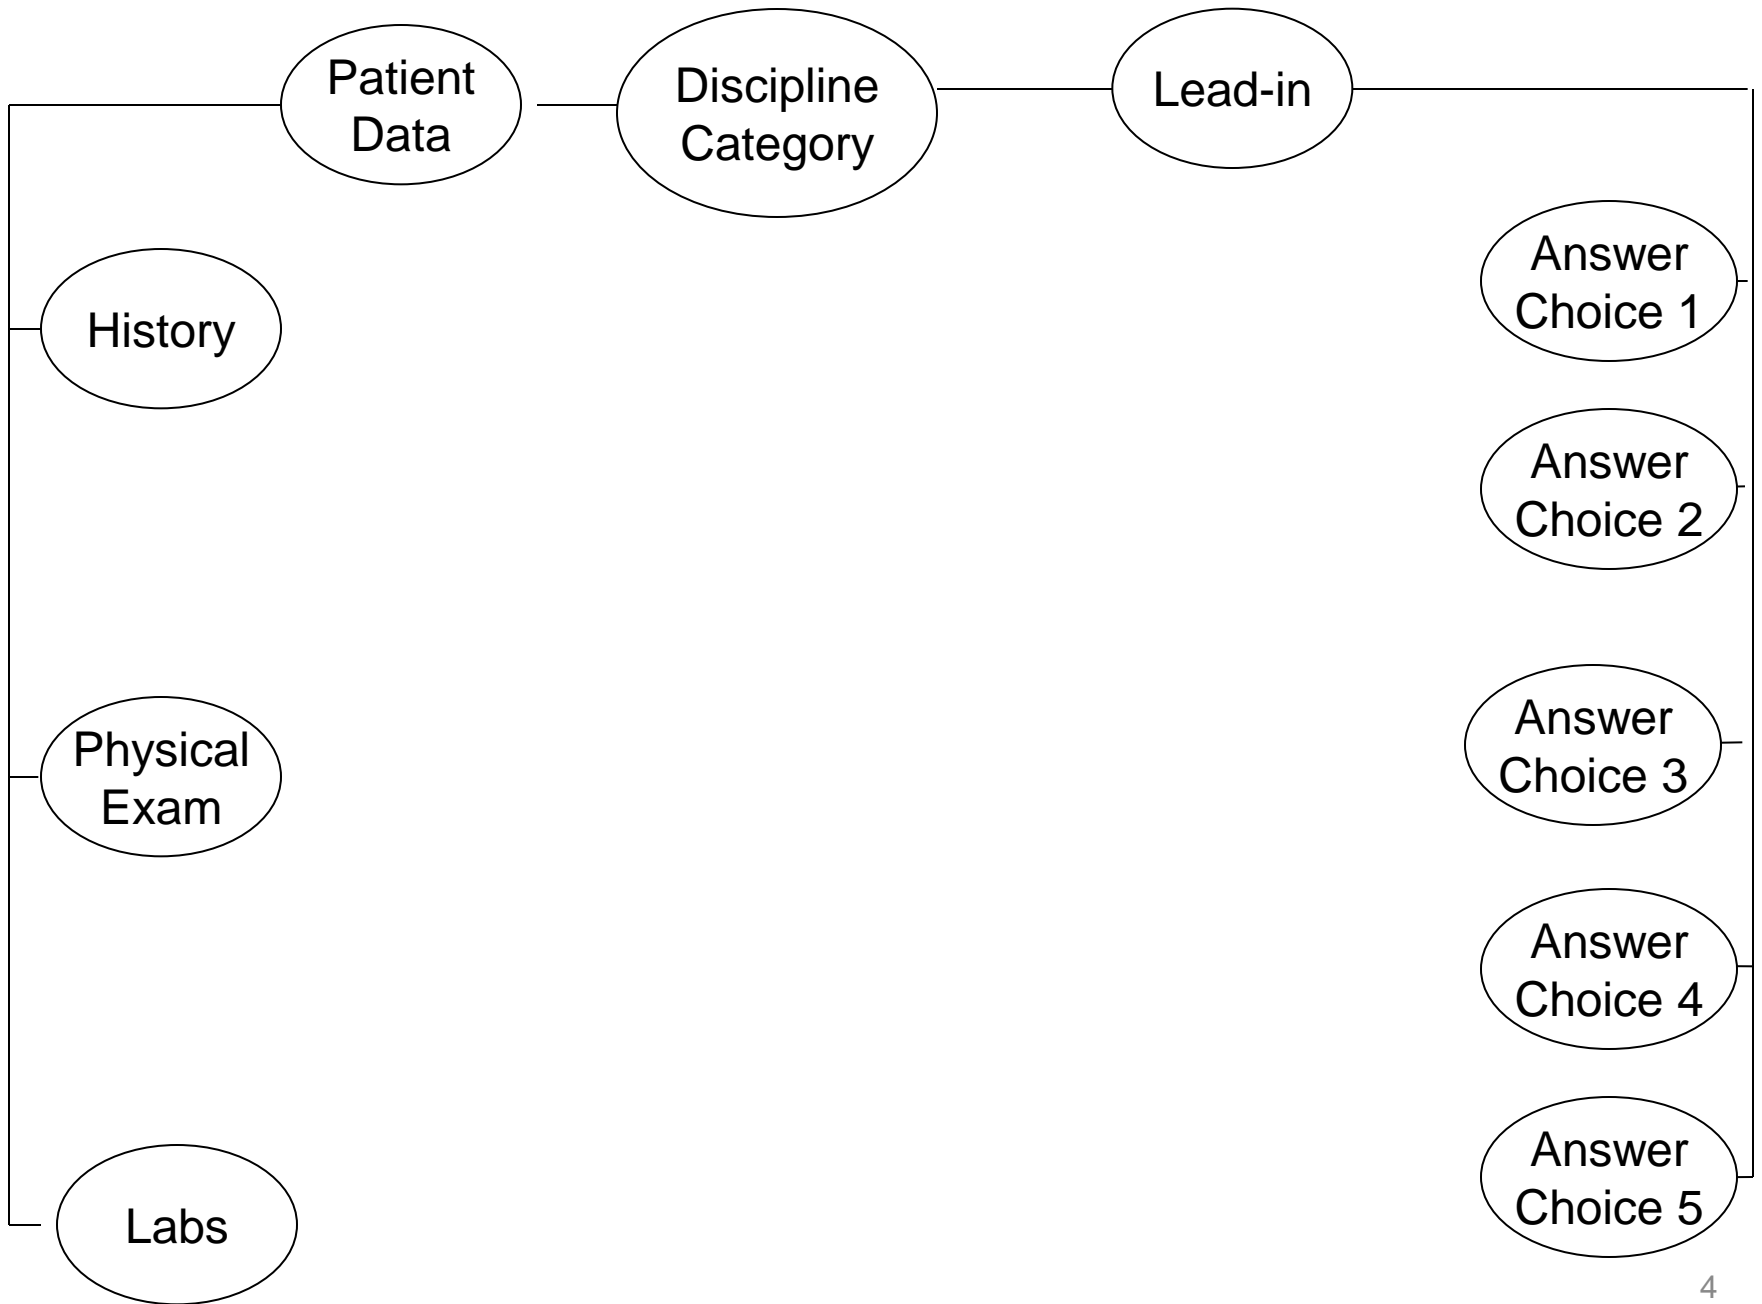 Patient
Data
Discipline
Category
Lead-in
History
Physical
Exam
Labs
Answer
Choice 1
Answer
Choice 2
Answer
Choice 3
Answer
Choice 4
Answer
Choice 5
4